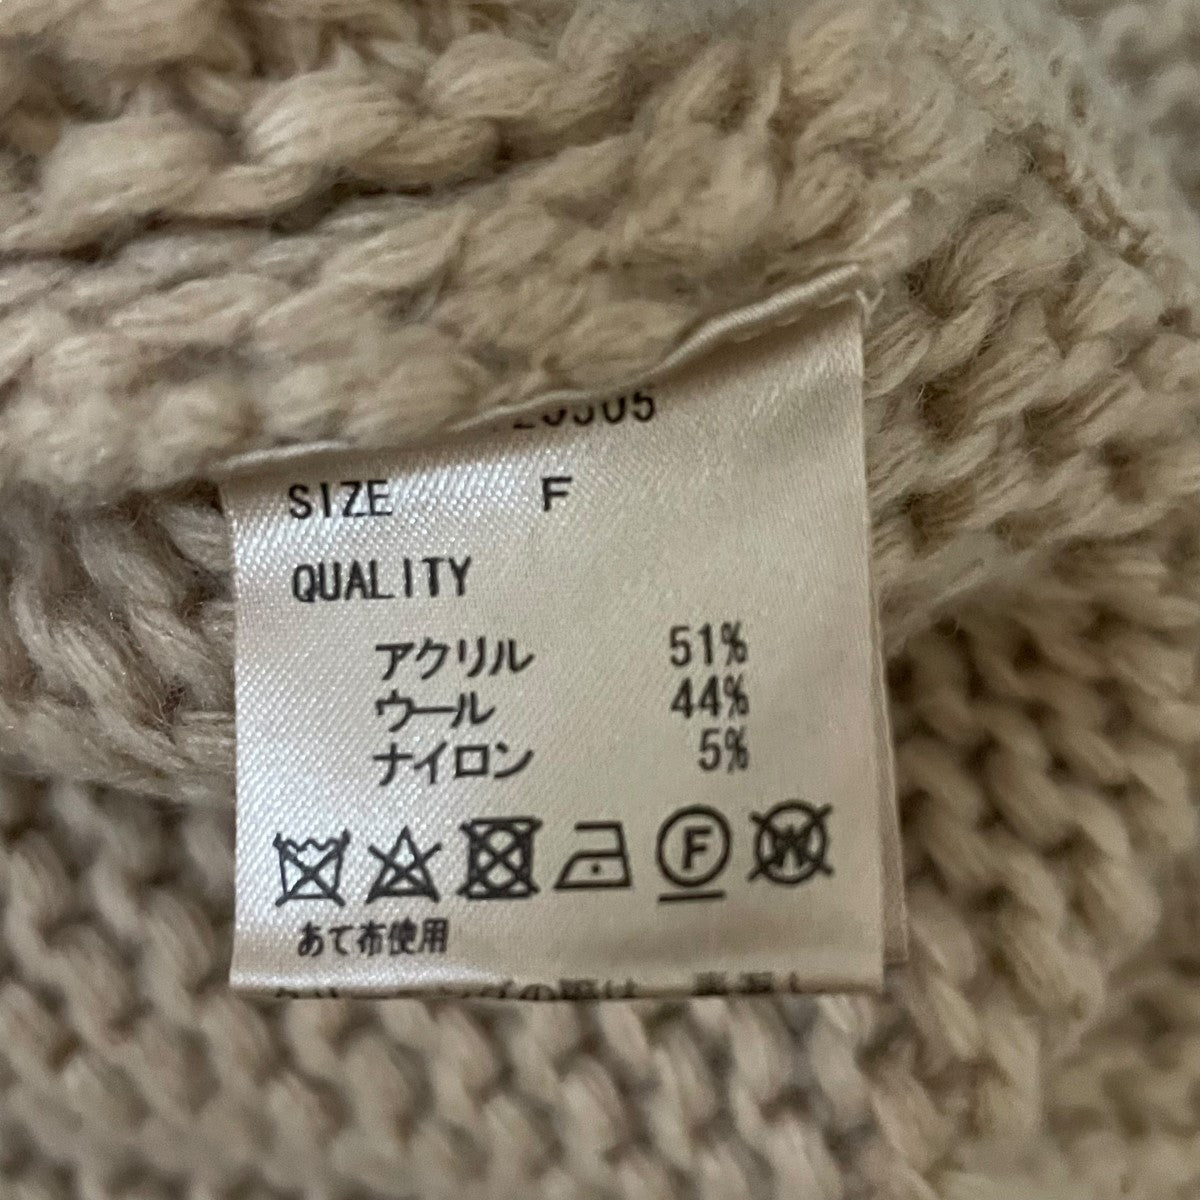 SIZE F
QUALITY
アクリル 51%
ウール 44%
ナイロン 5%
F W
あて布使用